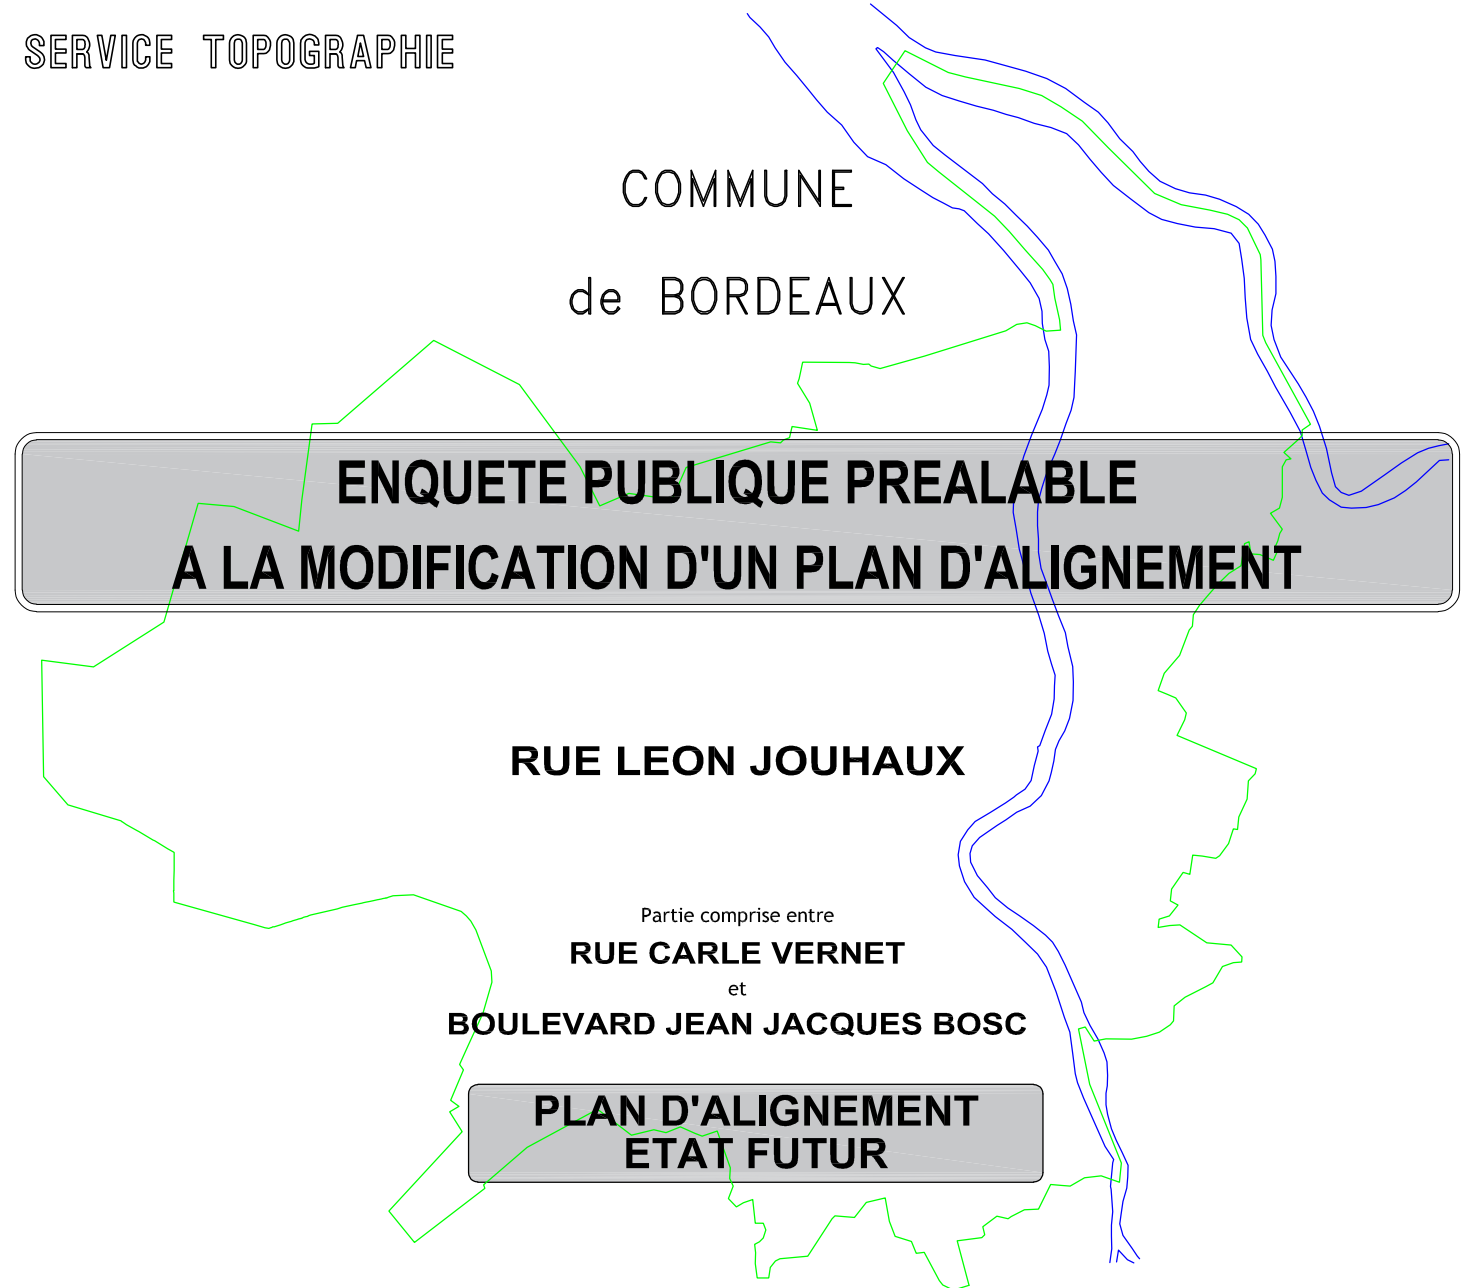 SERVICE TOPOGRAPHIE
COMMUNE
de BORDEAUX
ENQUETE PUBLIQUE PREALABLE
A LA MODIFICATION D'UN PLAN D'ALIGNEMENT
RUE LEON JOUHAUX
Partie comprise entre
RUE CARLE VERNET
et
BOULEVARD JEAN JACQUES BOSC
PLAN D'ALIGNEMENT
ETAT FUTUR